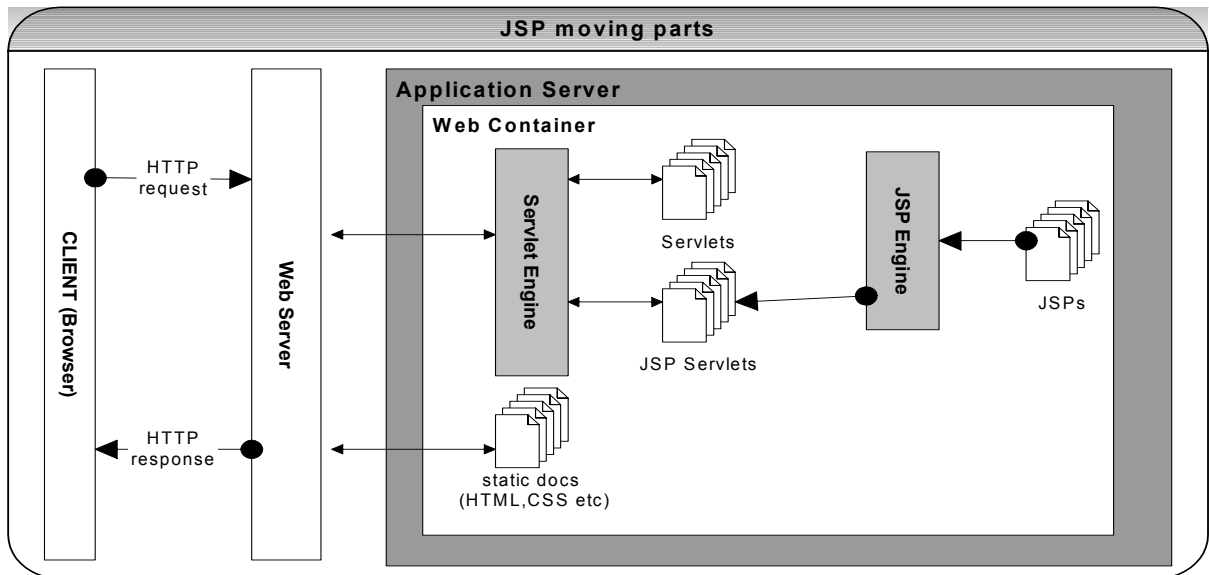 JSP moving parts
Application Server
Web Container
HTTP
request
CLIENT (Browser)
Web Server
Servlet Engine
Servlets
JSP Engine
JSPs
JSP Servlets
HTTP
response
static docs
(HTML,CSS etc)